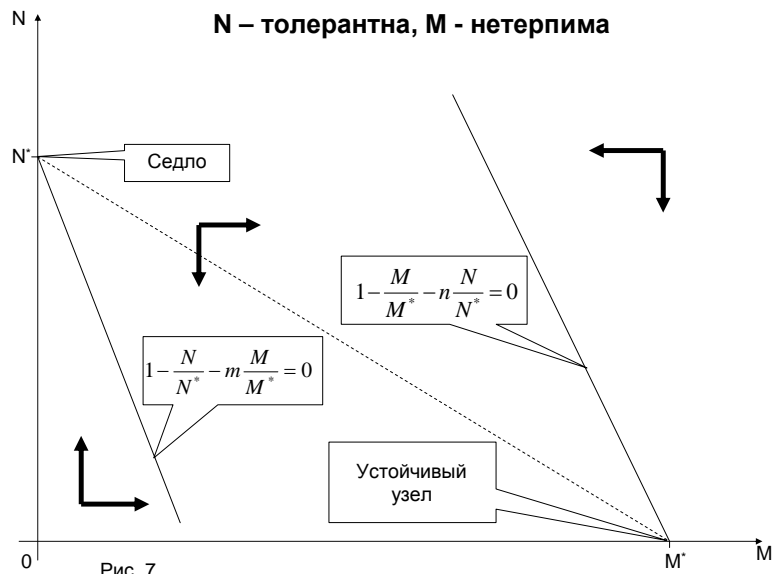 N
N – толерантна, M - нетерпима
N*
Седло
1 - M/M* - n N/N* = 0
1 - N/N* - m M/M* = 0
Устойчивый
узел
0
M*
M
Рис. 7